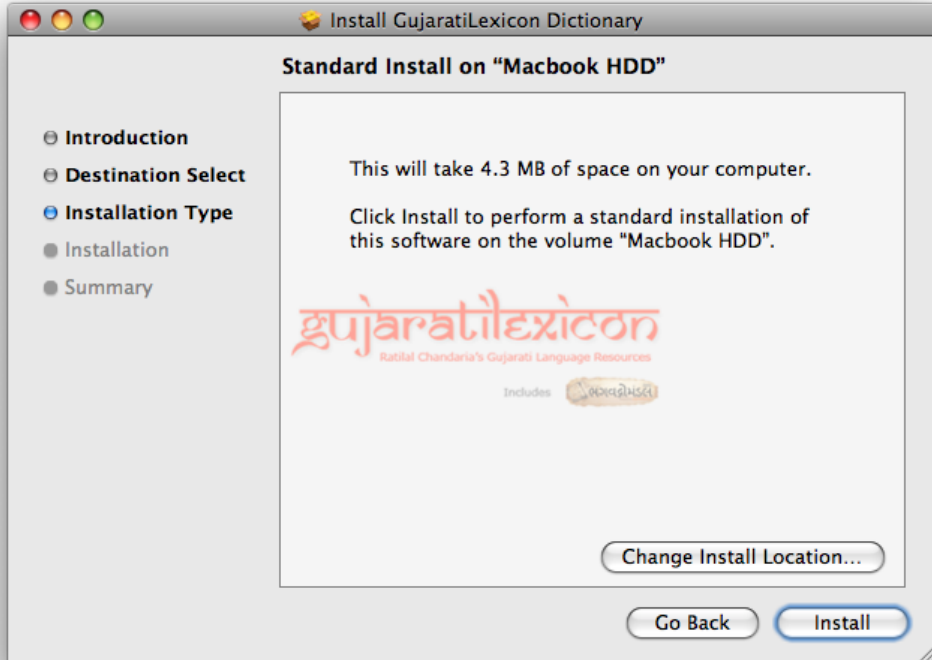 Install GujaratiLexicon Dictionary
Standard Install on “Macbook HDD”
Introduction
Destination Select
Installation Type
Installation
Summary
This will take 4.3 MB of space on your computer.
Click Install to perform a standard installation of
this software on the volume “Macbook HDD”.
gujaratilexicon
Ratilal Chandaria's Gujarati Language Resources
Includes ભગવદ્ગોમંડલ
Change Install Location...
Go Back
Install